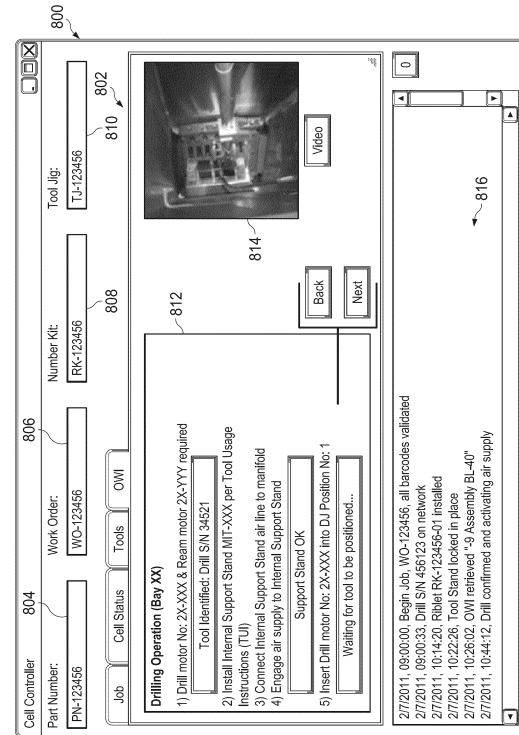 800
Cell Controller
Part Number:
804
Work Order:
806
Number Kit:
Tool Jig:
PN-123456
WO-123456
RK-123456
808
TJ-123456
810
802
Job
Cell Status
Tools
OWI
Drilling Operation (Bay XX)
812
1) Drill motor No: 2X-XXX & Ream motor 2X-YYY required
Tool Identified: Drill S/N 34521
2) Install Internal Support Stand MIT-XXX per Tool Usage
Instructions (TUI)
3) Connect Internal Support Stand air line to manifold
4) Engage air supply to Internal Support Stand
Support Stand OK
5) Insert Drill motor No: 2X-XXX into DJ Position No: 1
Waiting for tool to be positioned...
Back
Next
814
Video
2/7/2011, 09:00:00, Begin Job, WO-123456, all barcodes validated
2/7/2011, 09:00:33, Drill S/N 456123 on network
2/7/2011, 10:14:20, Riblet RK-123456-01 installed
2/7/2011, 10:22:26, Tool Stand locked in place
2/7/2011, 10:26:02, OWI retrieved "-9 Assembly BL-40"
2/7/2011, 10:44:12, Drill confirmed and activating air supply
816
0